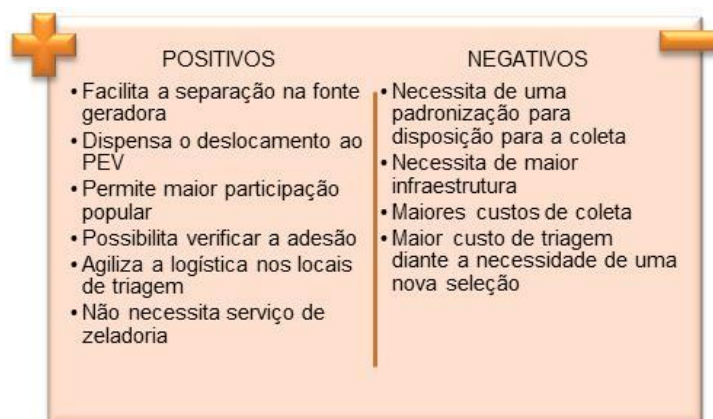 POSITIVOS
• Facilita a separação na fonte
geradora
• Dispensa o deslocamento ao
PEV
• Permite maior participação
popular
• Possibilita verificar a adesão
• Agiliza a logística nos locais
de triagem
• Não necessita serviço de
zeladoria
NEGATIVOS
• Necessita de uma
padronização para
disposição para a coleta
• Necessita de maior
infraestrutura
• Maiores custos de coleta
• Maior custo de triagem
diante a necessidade de uma
nova seleção